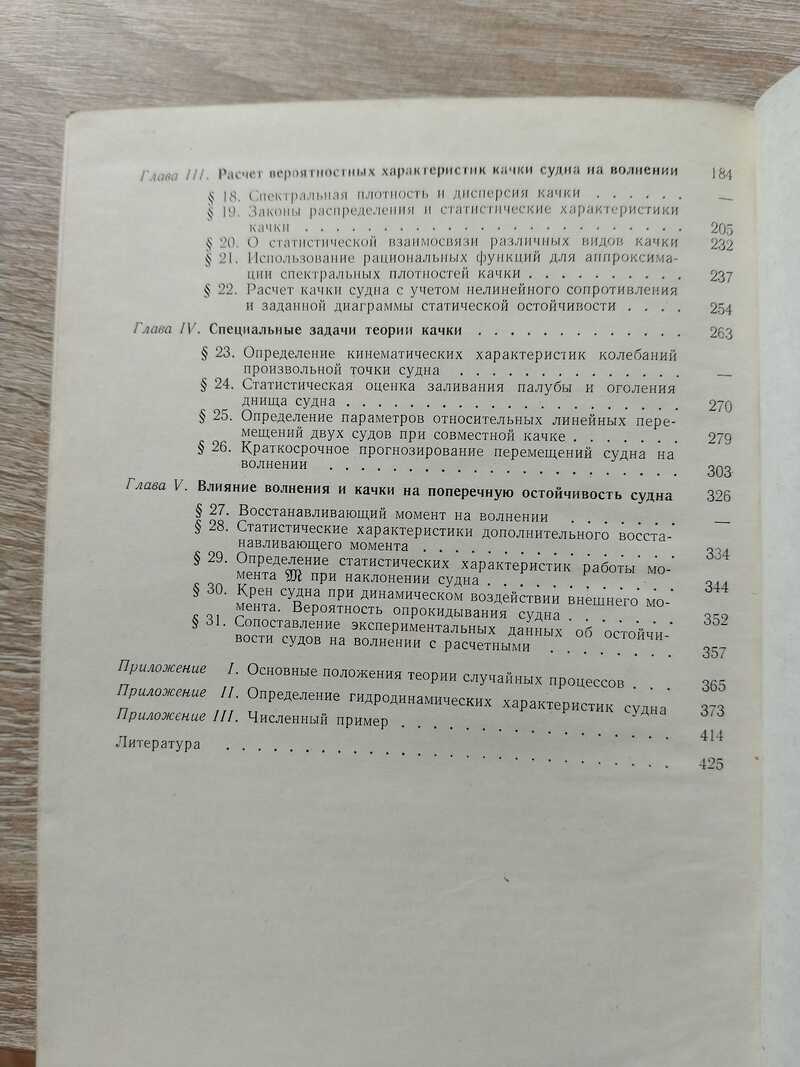 Глава III. Расчет вероятностных характеристик качки судна на волнении 184
§ 18. Спектральная плотность и дисперсия качки . . . . . . —
§ 19. Законы распределения и статистические характеристики
качки . . . . . . . . . . . . . . . . . . . . . . . 205
§ 20. О статистической взаимосвязи различных видов качки 232
§ 21. Использование рациональных функций для аппроксима-
ции спектральных плотностей качки . . . . . . . . . . 237
§ 22. Расчет качки судна с учетом нелинейного сопротивления
и заданной диаграммы статической остойчивости . . . . 254
Глава IV. Специальные задачи теории качки . . . . . . . . . . . . . 263
§ 23. Определение кинематических характеристик колебаний
произвольной точки судна . . . . . . . . . . . . . . —
§ 24. Статистическая оценка заливания палубы и оголения
днища судна . . . . . . . . . . . . . . . . . . . . . 270
§ 25. Определение параметров относительных линейных пере-
мещений двух судов при совместной качке . . . . . . . 279
§ 26. Краткосрочное прогнозирование перемещений судна на
волнении . . . . . . . . . . . . . . . . . . . . . . 303
Глава V. Влияние волнения и качки на поперечную остойчивость судна 326
§ 27. Восстанавливающий момент на волнении . . . . . . . —
§ 28. Статистические характеристики дополнительного восста-
навливающего момента . . . . . . . . . . . . . . . . 334
§ 29. Определение статистических характеристик работы мо-
мента 𝔐 при наклонении судна . . . . . . . . . . . . 344
§ 30. Крен судна при динамическом воздействии внешнего мо-
мента. Вероятность опрокидывания судна . . . . . . . 352
§ 31. Сопоставление экспериментальных данных об остойчи-
вости судов на волнении с расчетными . . . . . . . . 357
Приложение I. Основные положения теории случайных процессов . . . 365
Приложение II. Определение гидродинамических характеристик судна 373
Приложение III. Численный пример . . . . . . . . . . . . . . . . . 414
Литература . . . . . . . . . . . . . . . . . . . . . . . . . . . . 425